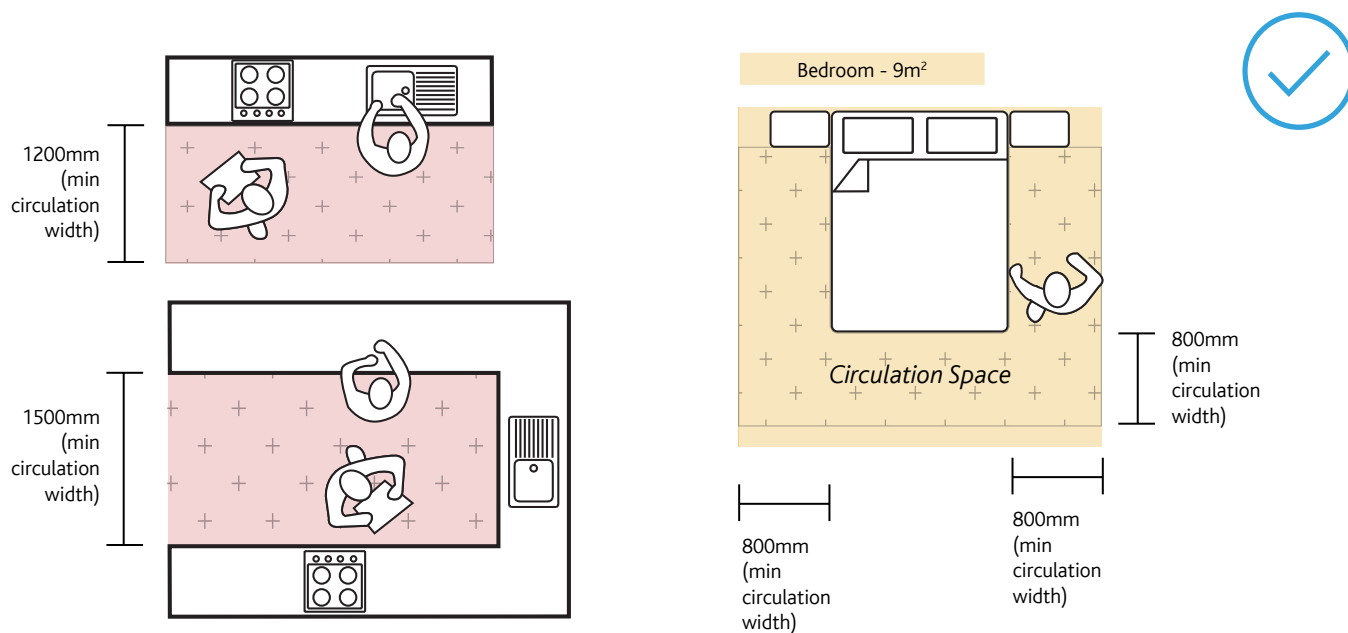 1200mm
(min
circulation
width)
1500mm
(min
circulation
width)
Bedroom - 9m²
Circulation Space
800mm
(min
circulation
width)
800mm
(min
circulation
width)
800mm
(min
circulation
width)